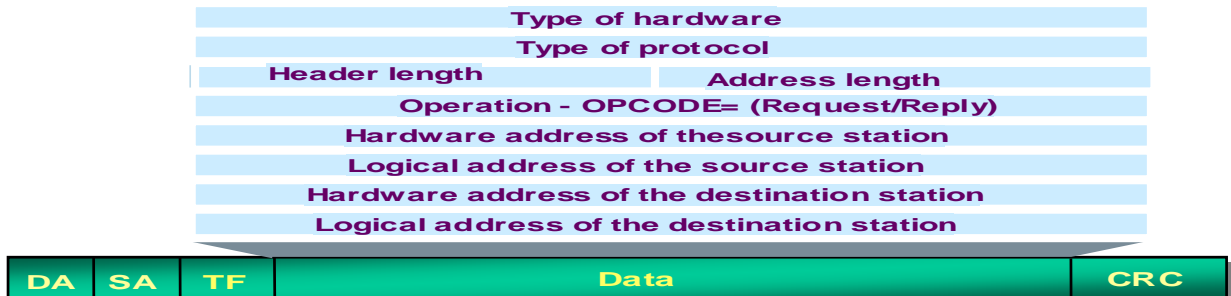 Type of hardware
Type of protocol
Header length Address length
Operation - OPCODE= (Request/Reply)
Hardware address of thesource station
Logical address of the source station
Hardware address of the destination station
Logical address of the destination station
DA SA TF Data CRC